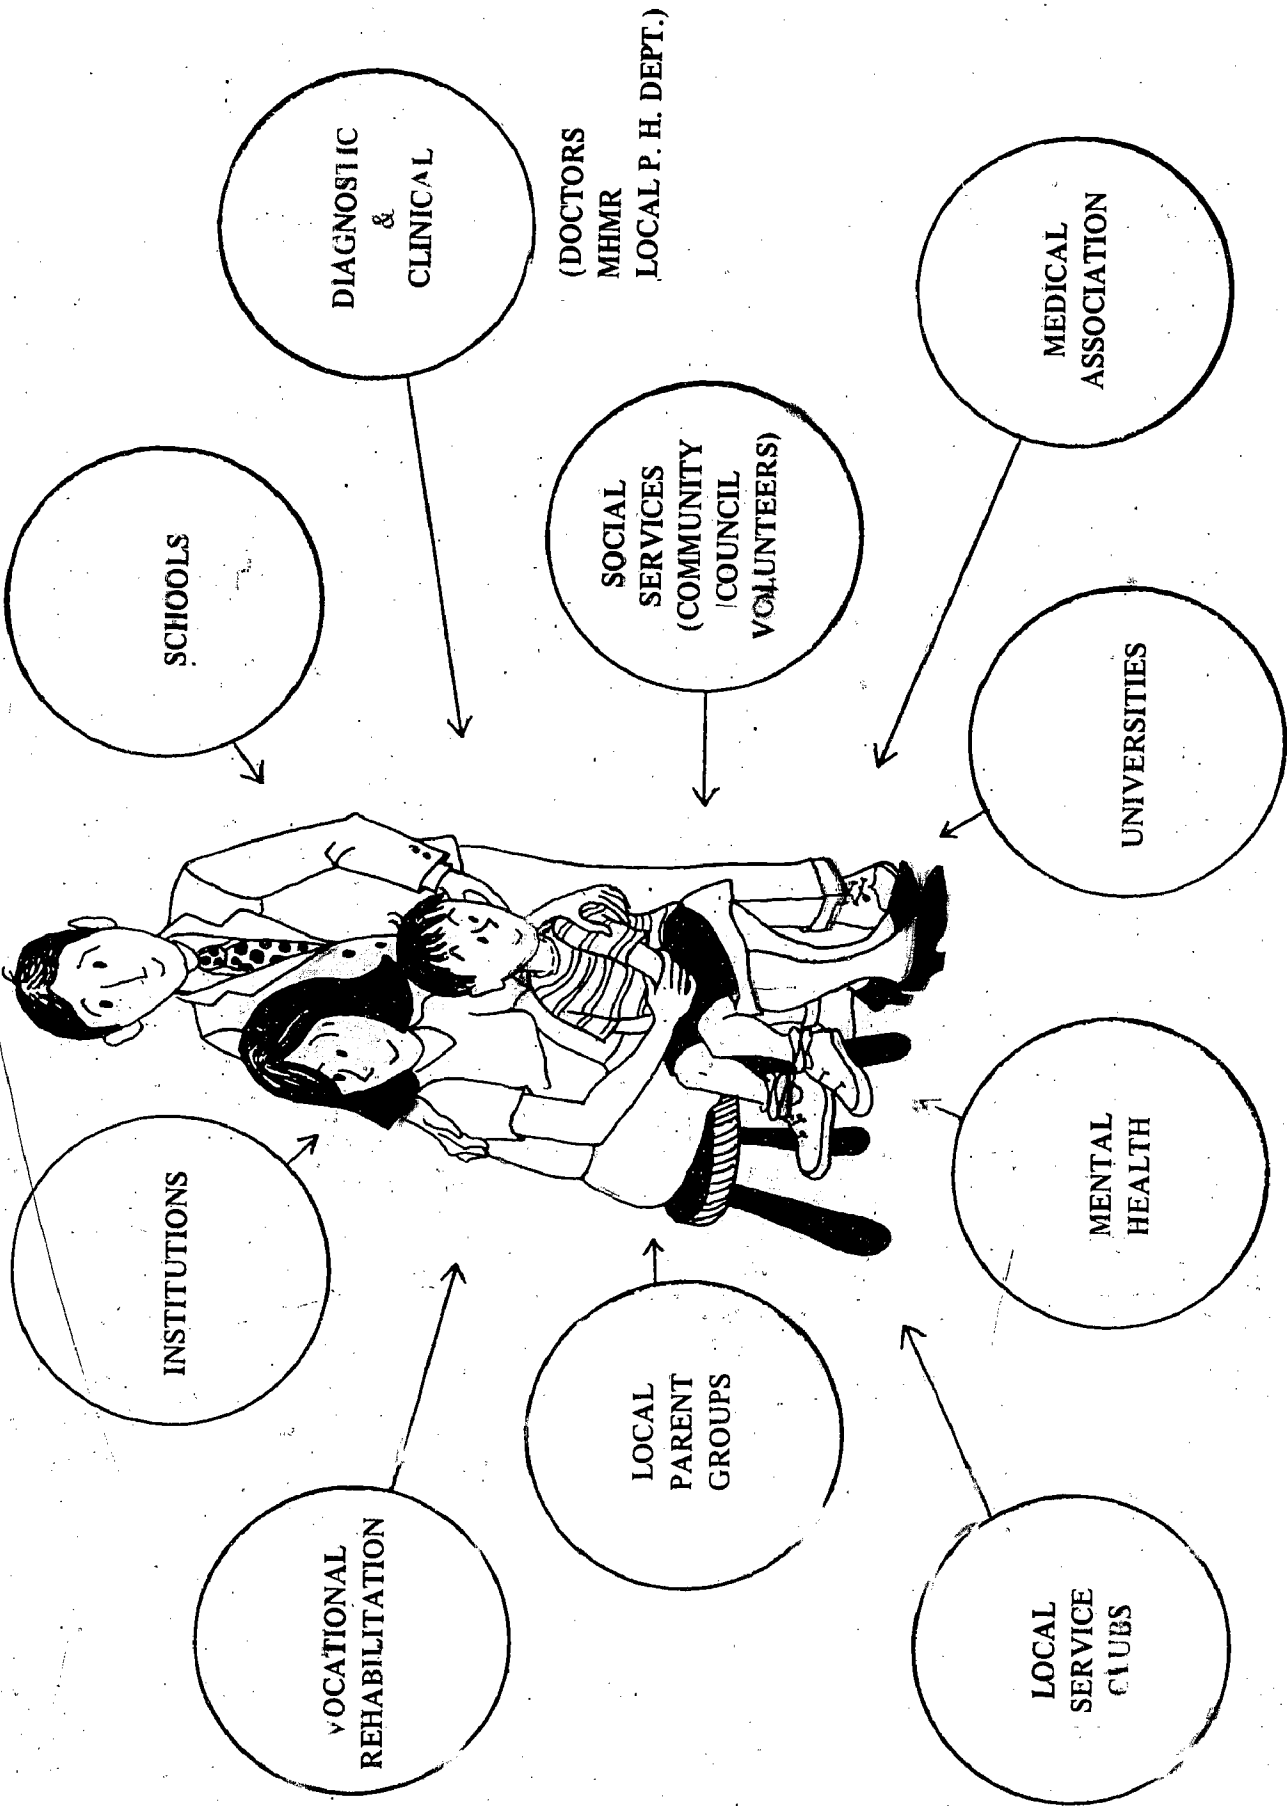 INSTITUTIONS
SCHOOLS
VOCATIONAL
REHABILITATION
DIAGNOSTIC
&
CLINICAL
(DOCTORS
MHMR
LOCAL P. H. DEPT.)
LOCAL
PARENT
GROUPS
SOCIAL
SERVICES
(COMMUNITY
COUNCIL
VOLUNTEERS)
LOCAL
SERVICE
CLUBS
MENTAL
HEALTH
UNIVERSITIES
MEDICAL
ASSOCIATION